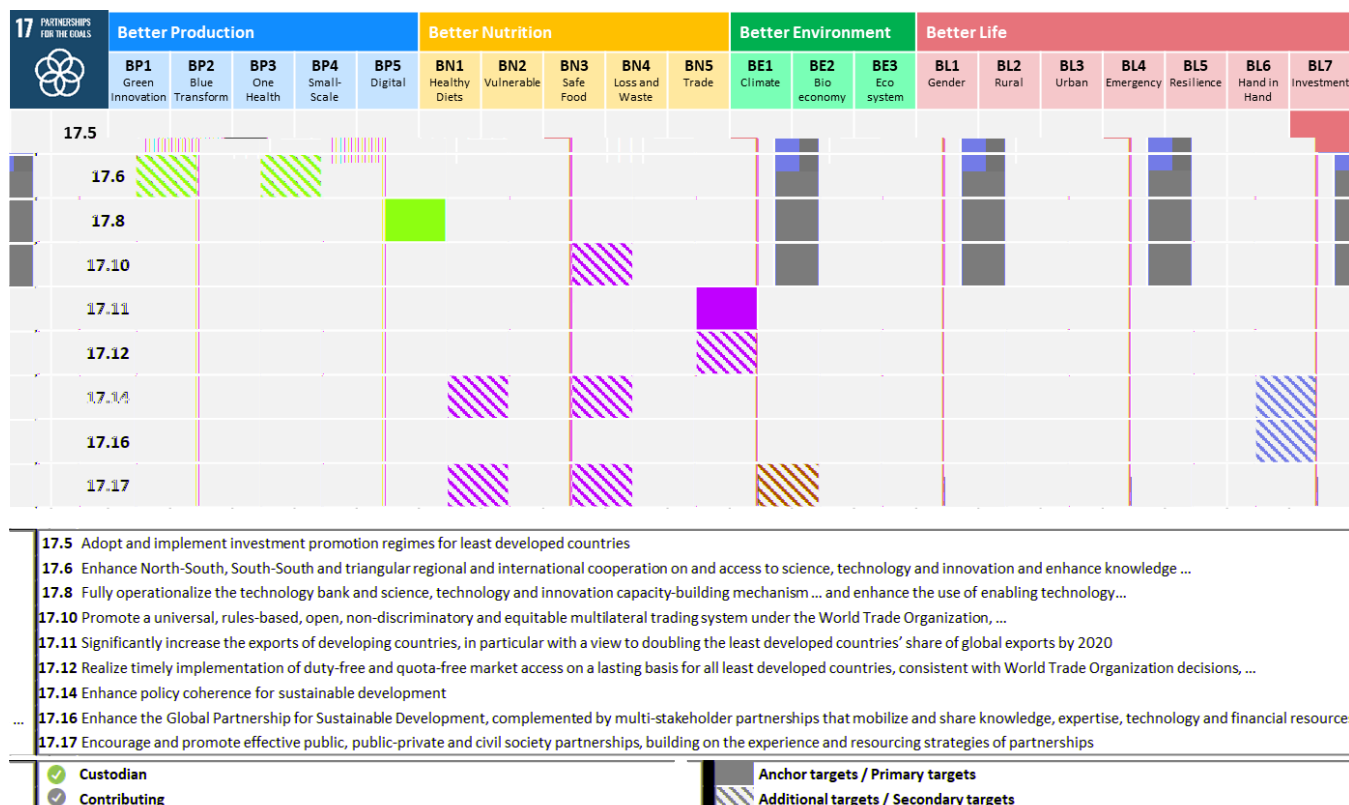 17 PARTNERSHIPS
FOR THE GOALS
Better Production
Better Nutrition
Better Environment
Better Life
BP1 BP2 BP3 BP4 BP5 BN1 BN2 BN3 BN4 BN5 BE1 BE2 BE3 BL1 BL2 BL3 BL4 BL5 BL6 BL7
Green Blue One Small- Digital Healthy Vulnerable Safe Loss and Trade Climate Bio Eco Gender Rural Urban Emergency Resilience Hand in Investment
Innovation Transform Health Scale Diets Food Waste economy system Hand
17.5
17.6
17.8
17.10
17.11
17.12
17.14
17.16
17.17
17.5 Adopt and implement investment promotion regimes for least developed countries
17.6 Enhance North-South, South-South and triangular regional and international cooperation on and access to science, technology and innovation and enhance knowledge ...
17.8 Fully operationalize the technology bank and science, technology and innovation capacity-building mechanism ... and enhance the use of enabling technology...
17.10 Promote a universal, rules-based, open, non-discriminatory and equitable multilateral trading system under the World Trade Organization, ...
17.11 Significantly increase the exports of developing countries, in particular with a view to doubling the least developed countries' share of global exports by 2020
17.12 Realize timely implementation of duty-free and quota-free market access on a lasting basis for all least developed countries, consistent with World Trade Organization decisions, ...
17.14 Enhance policy coherence for sustainable development
... 17.16 Enhance the Global Partnership for Sustainable Development, complemented by multi-stakeholder partnerships that mobilize and share knowledge, expertise, technology and financial resources
17.17 Encourage and promote effective public, public-private and civil society partnerships, building on the experience and resourcing strategies of partnerships
Custodian
Anchor targets / Primary targets
Contributing
Additional targets / Secondary targets